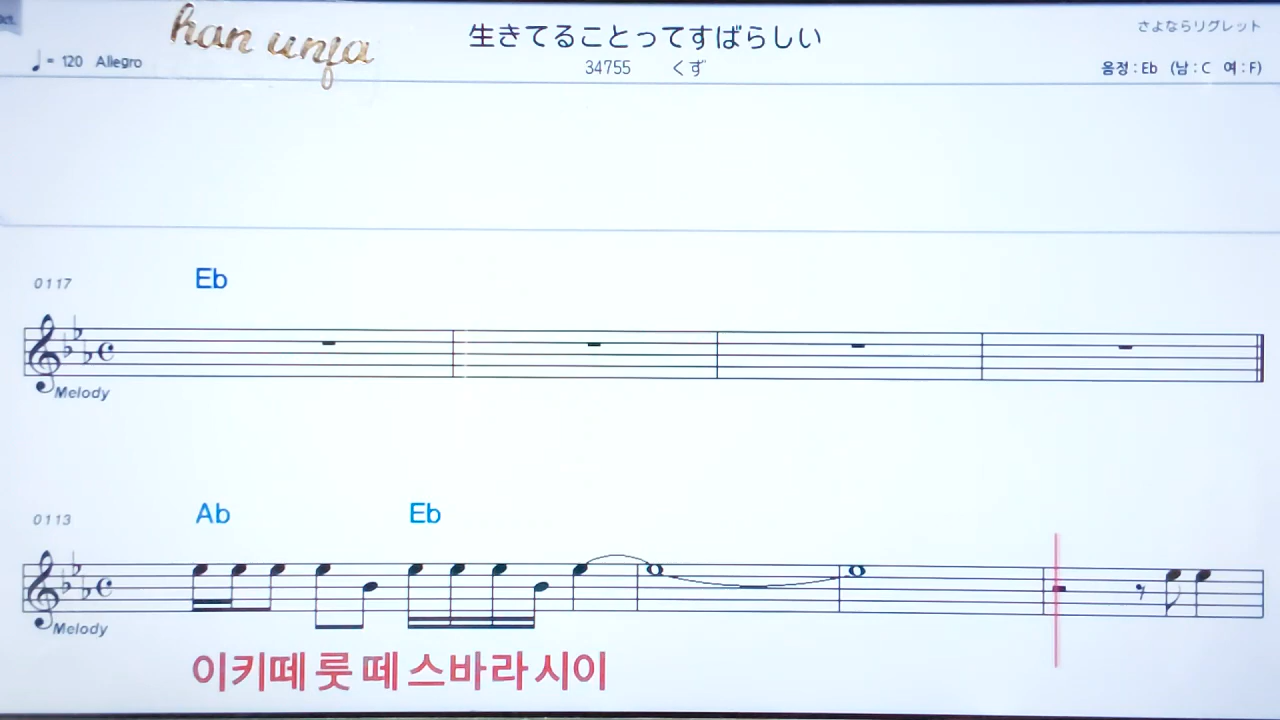 han unja
生きてることってすばらしい
さよならリグレット
♩= 120 Allegro
34755 くず
음정 : Eb (남 : C 여 : F)
0117
Eb
Melody
0113
Ab Eb
Melody
이키떼 룻 떼 스바라시이